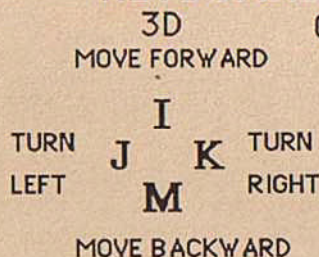 3D
MOVE FORWARD
I
TURN LEFT
J K
TURN RIGHT
M
MOVE BACKWARD